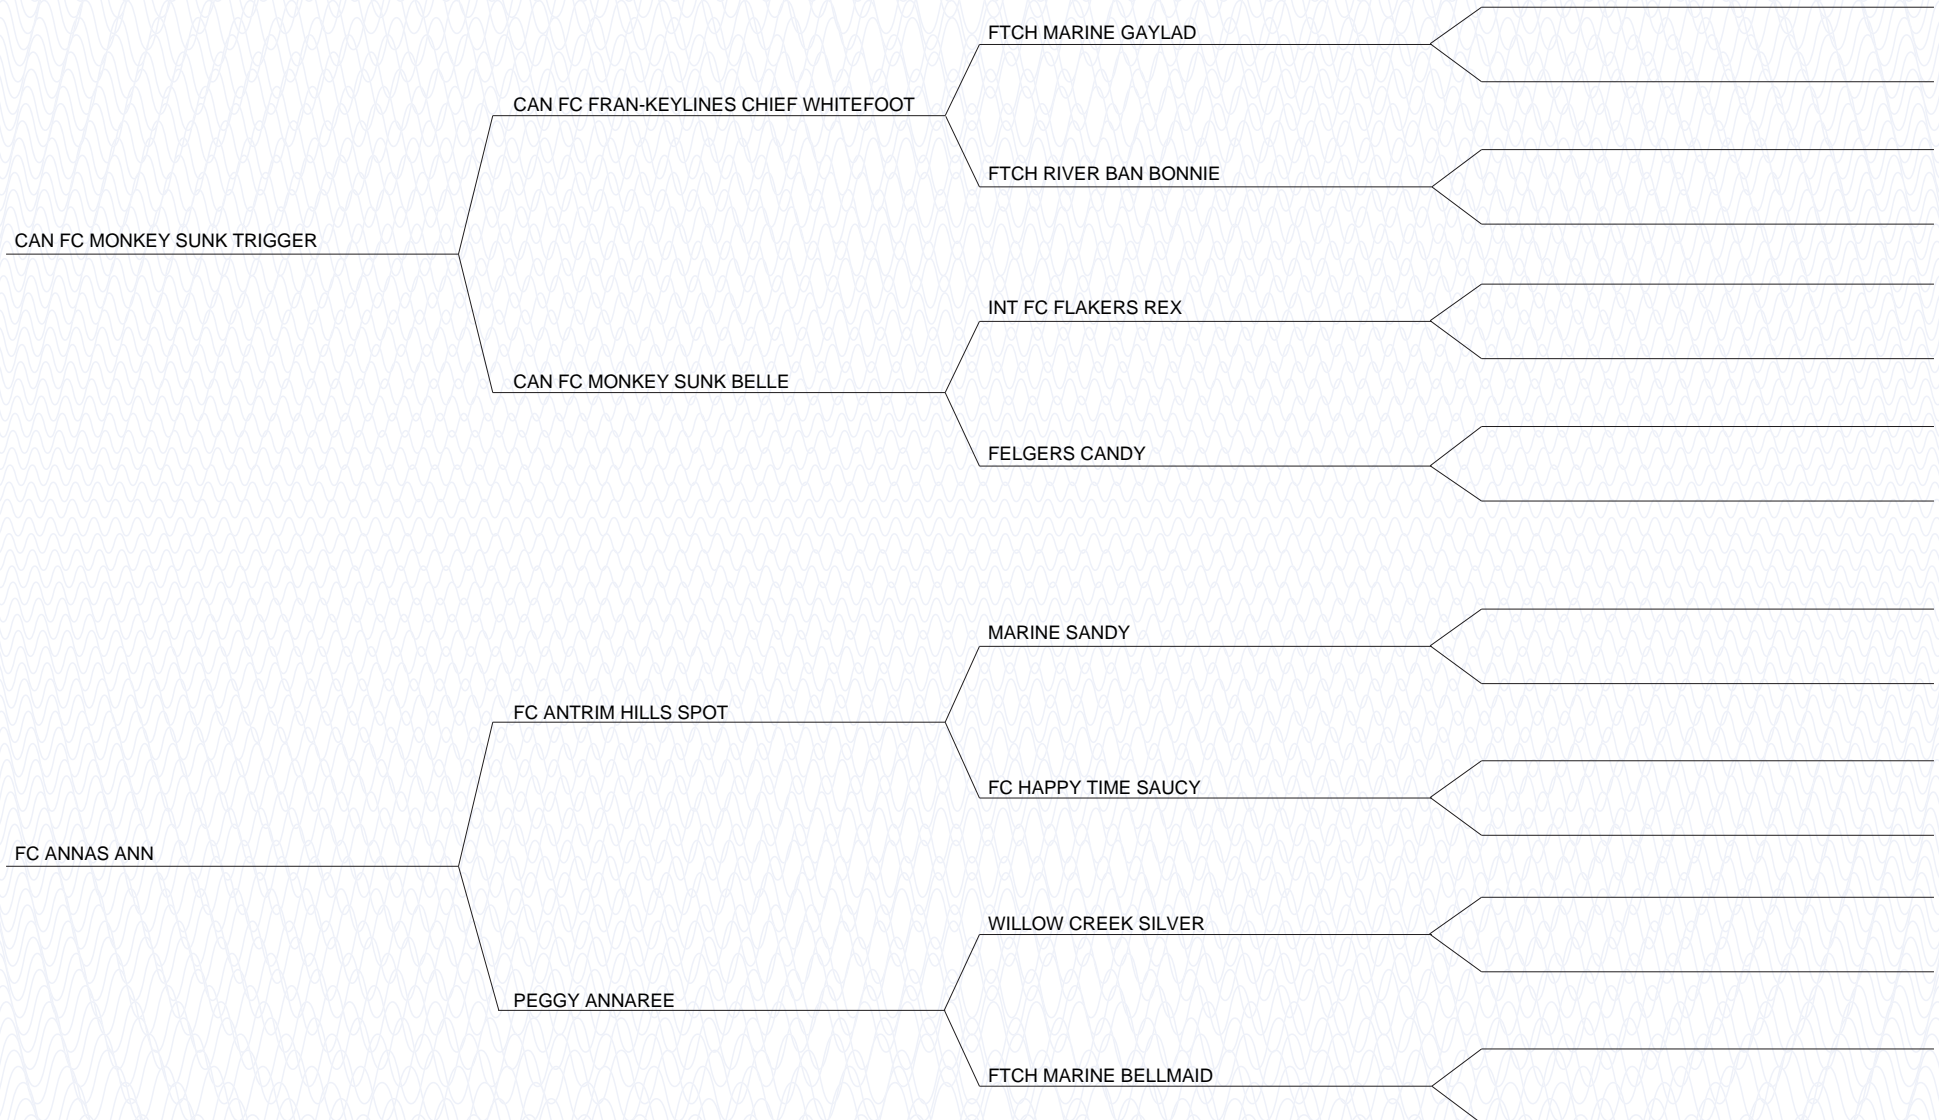 FTCH MARINE GAYLAD
CAN FC FRAN-KEYLINES CHIEF WHITEFOOT
FTCH RIVER BAN BONNIE
CAN FC MONKEY SUNK TRIGGER
INT FC FLAKERS REX
CAN FC MONKEY SUNK BELLE
FELGERS CANDY
MARINE SANDY
FC ANTRIM HILLS SPOT
FC HAPPY TIME SAUCY
FC ANNAS ANN
WILLOW CREEK SILVER
PEGGY ANNAREE
FTCH MARINE BELLMAID